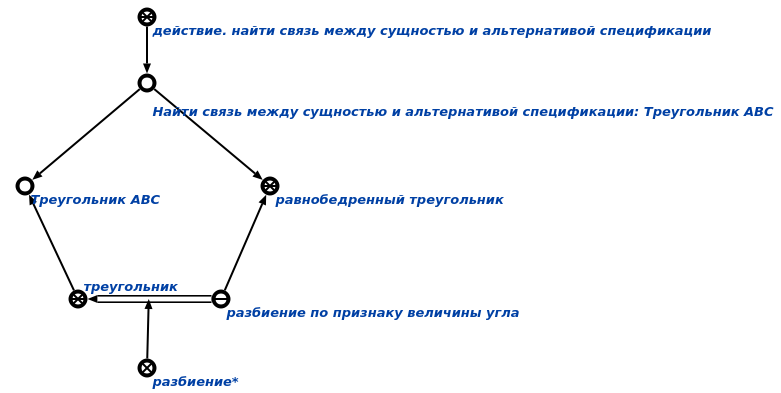 действие. найти связь между сущностью и альтернативой спецификации
Найти связь между сущностью и альтернативой спецификации: Треугольник ABC
Треугольник ABC
равнобедренный треугольник
треугольник
разбиение по признаку величины угла
разбиение*